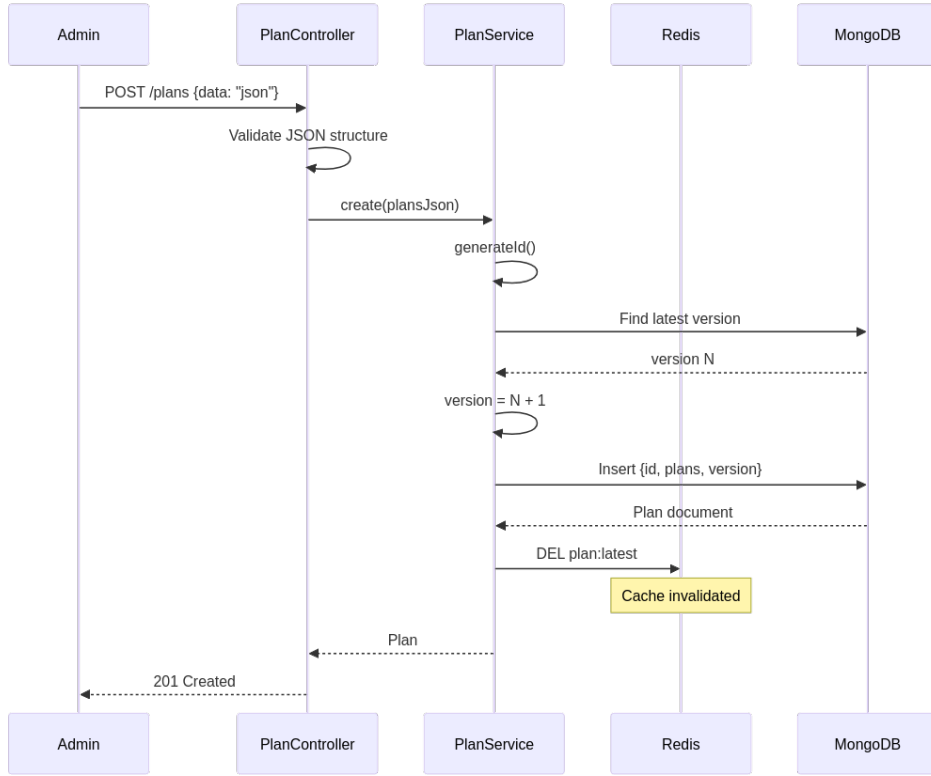 Admin
PlanController
PlanService
Redis
MongoDB
POST /plans {data: "json"}
Validate JSON structure
create(plansJson)
generateId()
Find latest version
version N
version = N + 1
Insert {id, plans, version}
Plan document
DEL plan:latest
Cache invalidated
Plan
201 Created
Admin
PlanController
PlanService
Redis
MongoDB